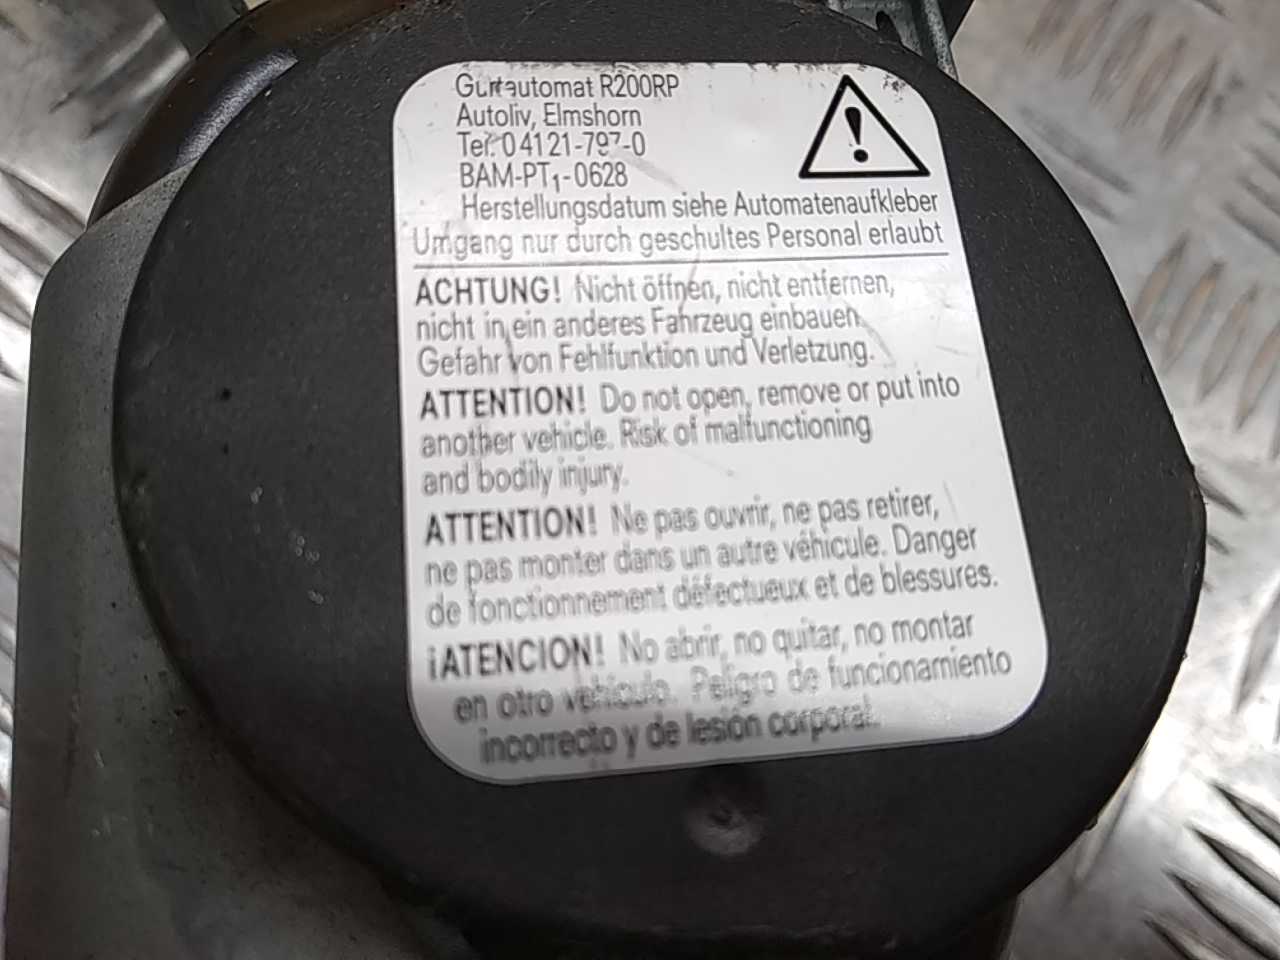 Gurtautomat R200RP
Autoliv, Elmshorn
Tel. 04121-797-0
BAM-PT1-0628
Herstellungsdatum siehe Automatenaufkleber
Umgang nur durch geschultes Personal erlaubt
ACHTUNG! Nicht öffnen, nicht entfernen,
nicht in ein anderes Fahrzeug einbauen.
Gefahr von Fehlfunktion und Verletzung.
ATTENTION! Do not open, remove or put into
another vehicle. Risk of malfunctioning
and bodily injury.
ATTENTION! Ne pas ouvrir, ne pas retirer,
ne pas monter dans un autre véhicule. Danger
de fonctionnement défectueux et de blessures.
¡ATENCION! No abrir, no quitar, no montar
en otro vehículo. Peligro de funcionamiento
incorrecto y de lesión corporal.